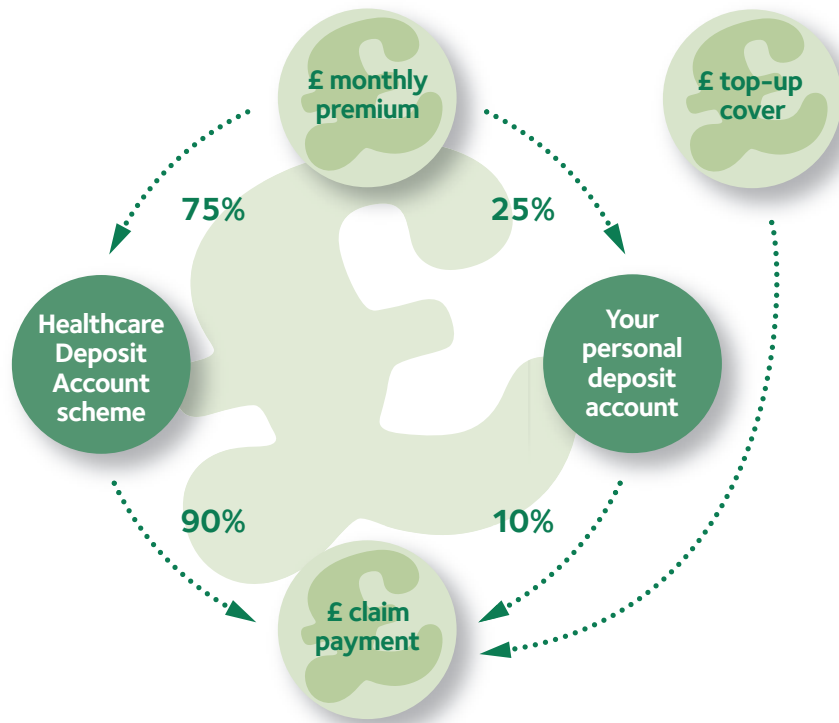 £ monthly
premium
£ top-up
cover
75%
25%
Healthcare
Deposit
Account
scheme
Your
personal
deposit
account
90%
10%
£ claim
payment